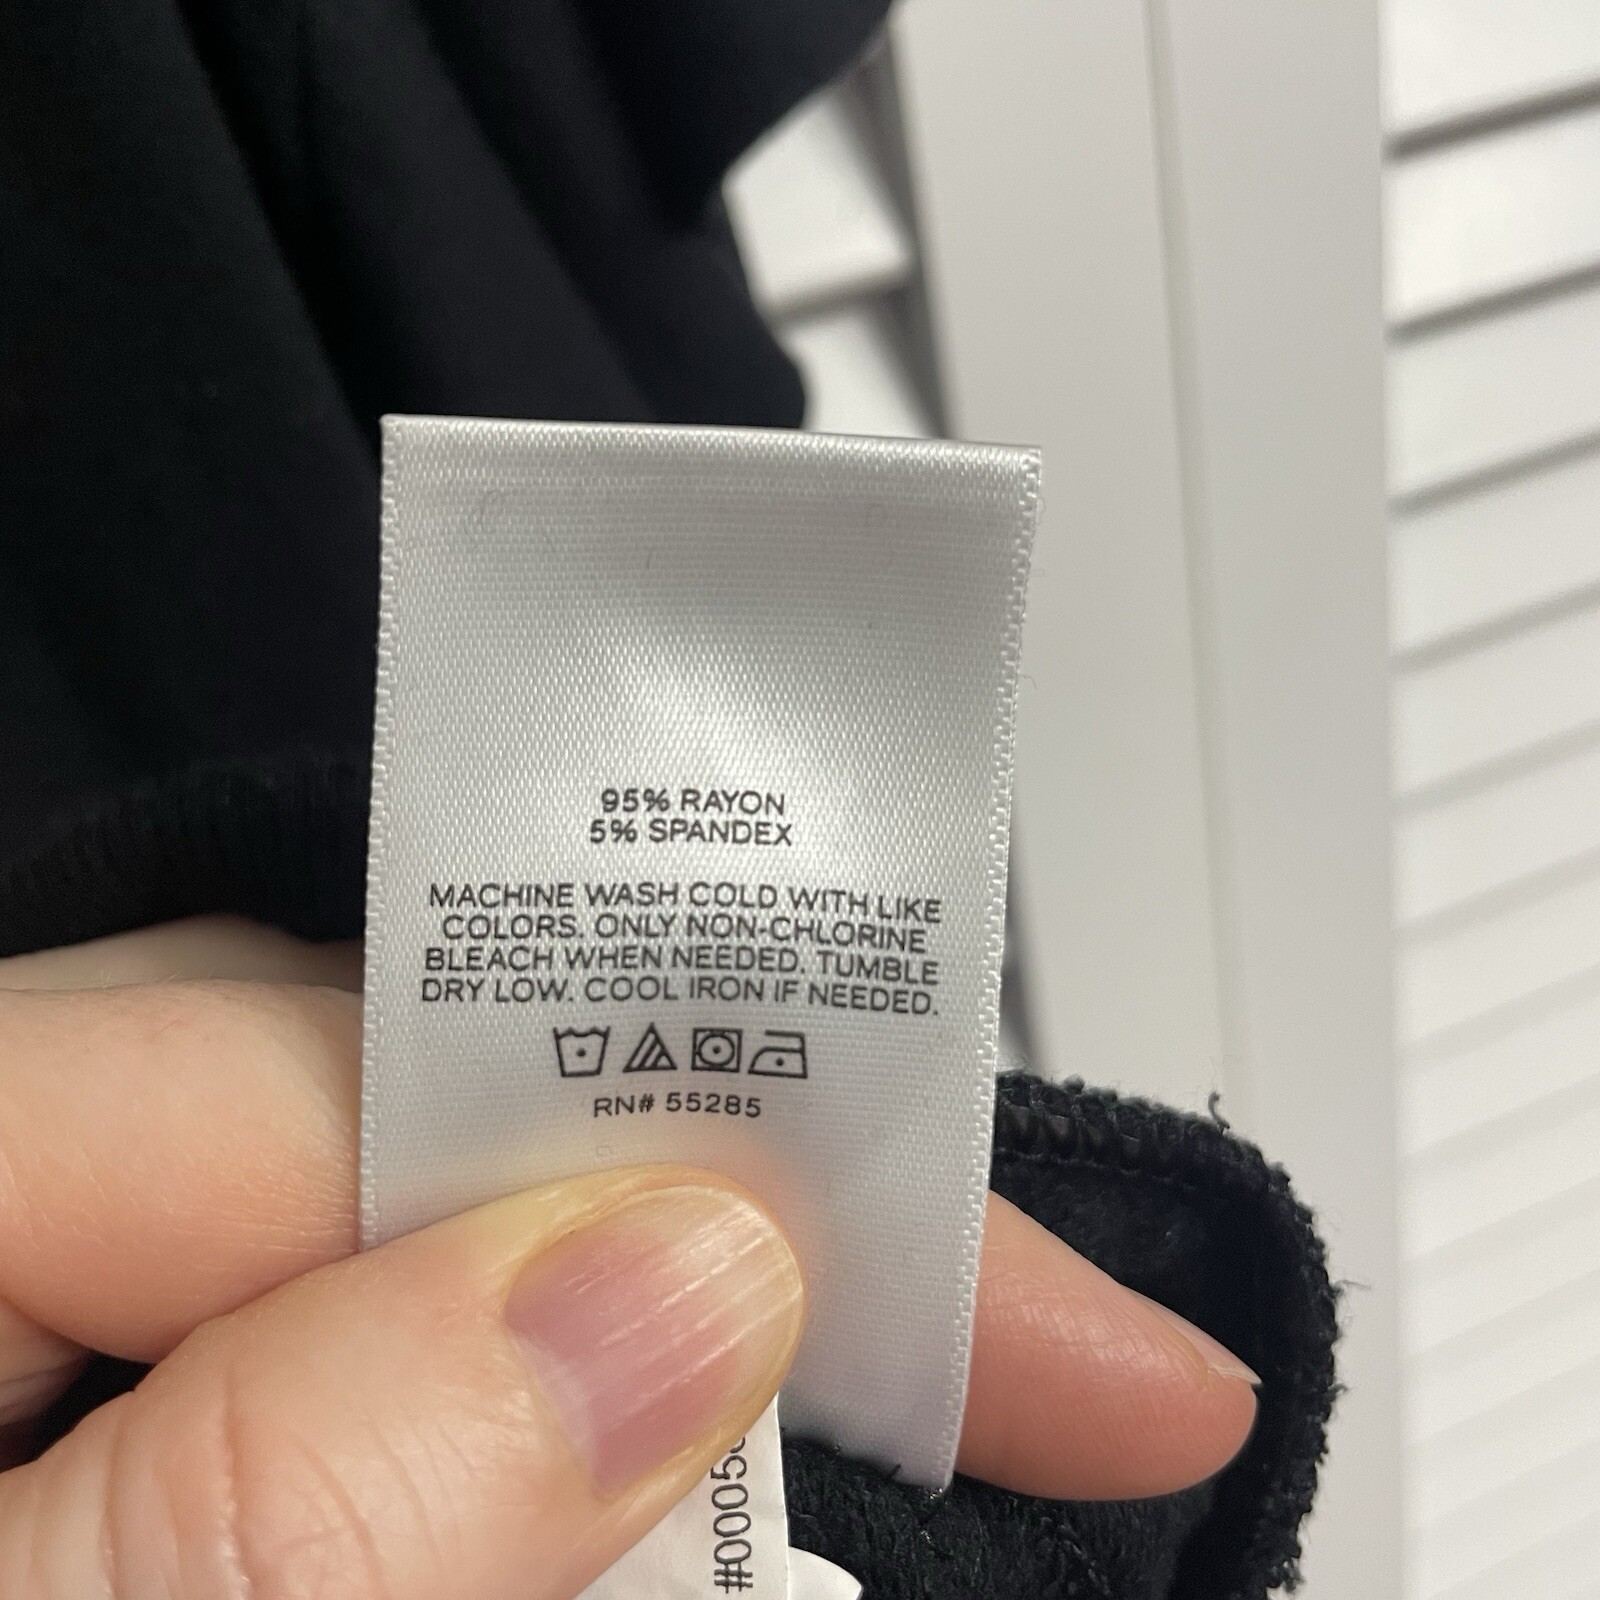 95% RAYON
5% SPANDEX
MACHINE WASH COLD WITH LIKE
COLORS. ONLY NON-CHLORINE
BLEACH WHEN NEEDED. TUMBLE
DRY LOW. COOL IRON IF NEEDED.
RN# 55285
#0005